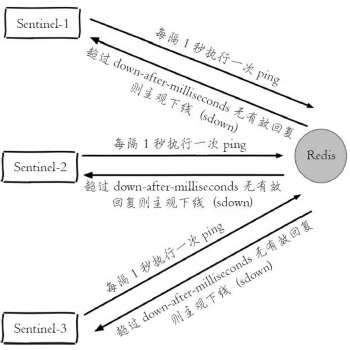 Sentinel-1
每隔 1 秒执行一次 ping
超过 down-after-milliseconds 无有效回复
则主观下线 (sdown)
Redis
Sentinel-2
每隔 1 秒执行一次 ping
超过 down-after-milliseconds 无有效
回复则主观下线 (sdown)
Sentinel-3
每隔 1 秒执行一次 ping
超过 down-after-milliseconds 无有效回复
则主观下线 (sdown)